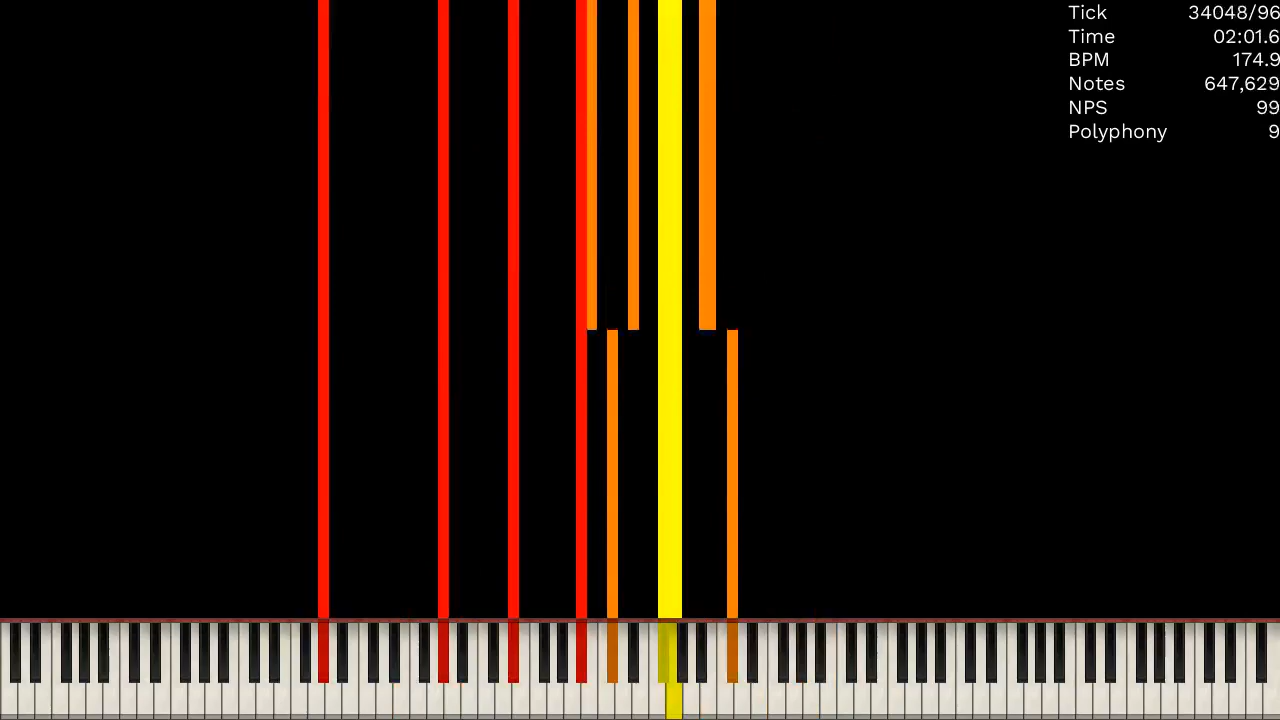 Tick 34048/96
Time 02:01.6
BPM 174.9
Notes 647,629
NPS 99
Polyphony 9